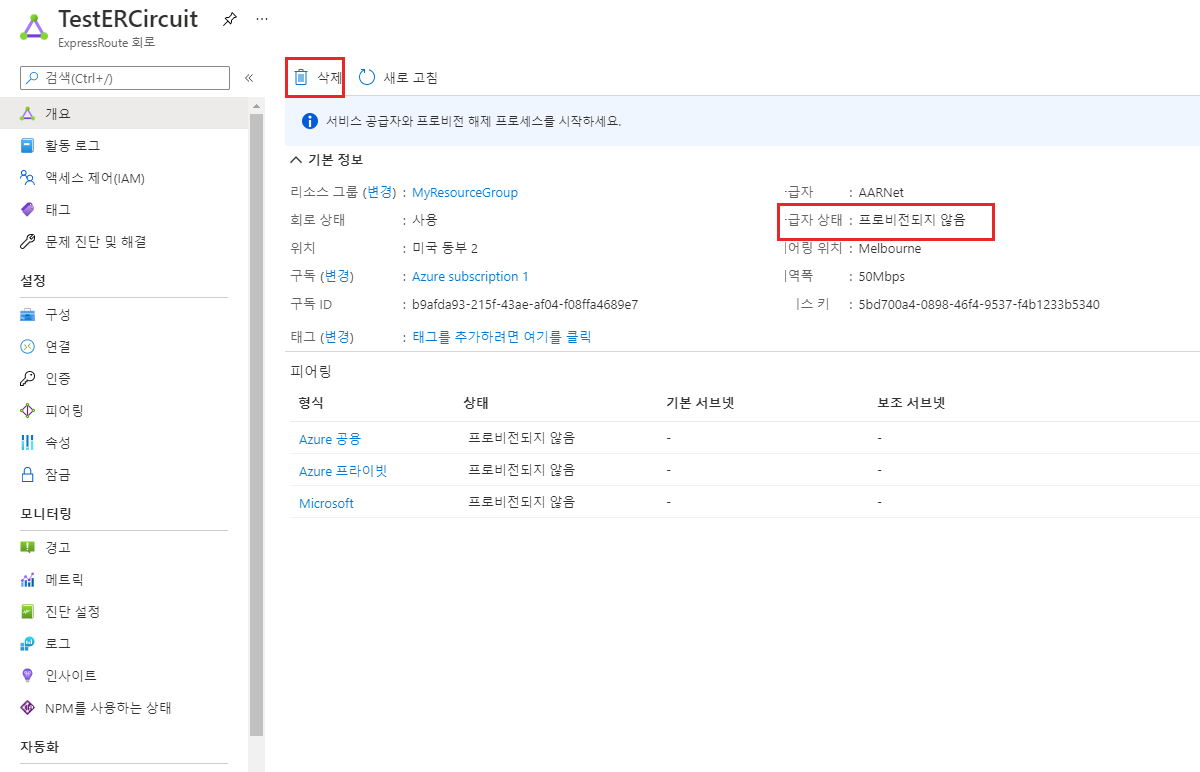 TestERCircuit
ExpressRoute 회로
검색(Ctrl+/)
«
개요
활동 로그
액세스 제어(IAM)
태그
문제 진단 및 해결
설정
구성
연결
인증
피어링
속성
잠금
모니터링
경고
메트릭
진단 설정
로그
인사이트
NPM를 사용하는 상태
자동화
삭제 새로 고침
서비스 공급자와 프로비전 해제 프로세스를 시작하세요.
기본 정보
리소스 그룹 (변경) : MyResourceGroup
급자 : AARNet
회로 상태 : 사용
급자 상태 : 프로비전되지 않음
위치 : 미국 동부 2
어링 위치 : Melbourne
구독 (변경) : Azure subscription 1
역폭 : 50Mbps
구독 ID : b9afda93-215f-43ae-af04-f08ffa4689e7
스 키 : 5bd700a4-0898-46f4-9537-f4b1233b5340
태그 (변경) : 태그를 추가하려면 여기를 클릭
피어링
형식 상태 기본 서브넷 보조 서브넷
Azure 공용 프로비전되지 않음 - -
Azure 프라이빗 프로비전되지 않음 - -
Microsoft 프로비전되지 않음 - -